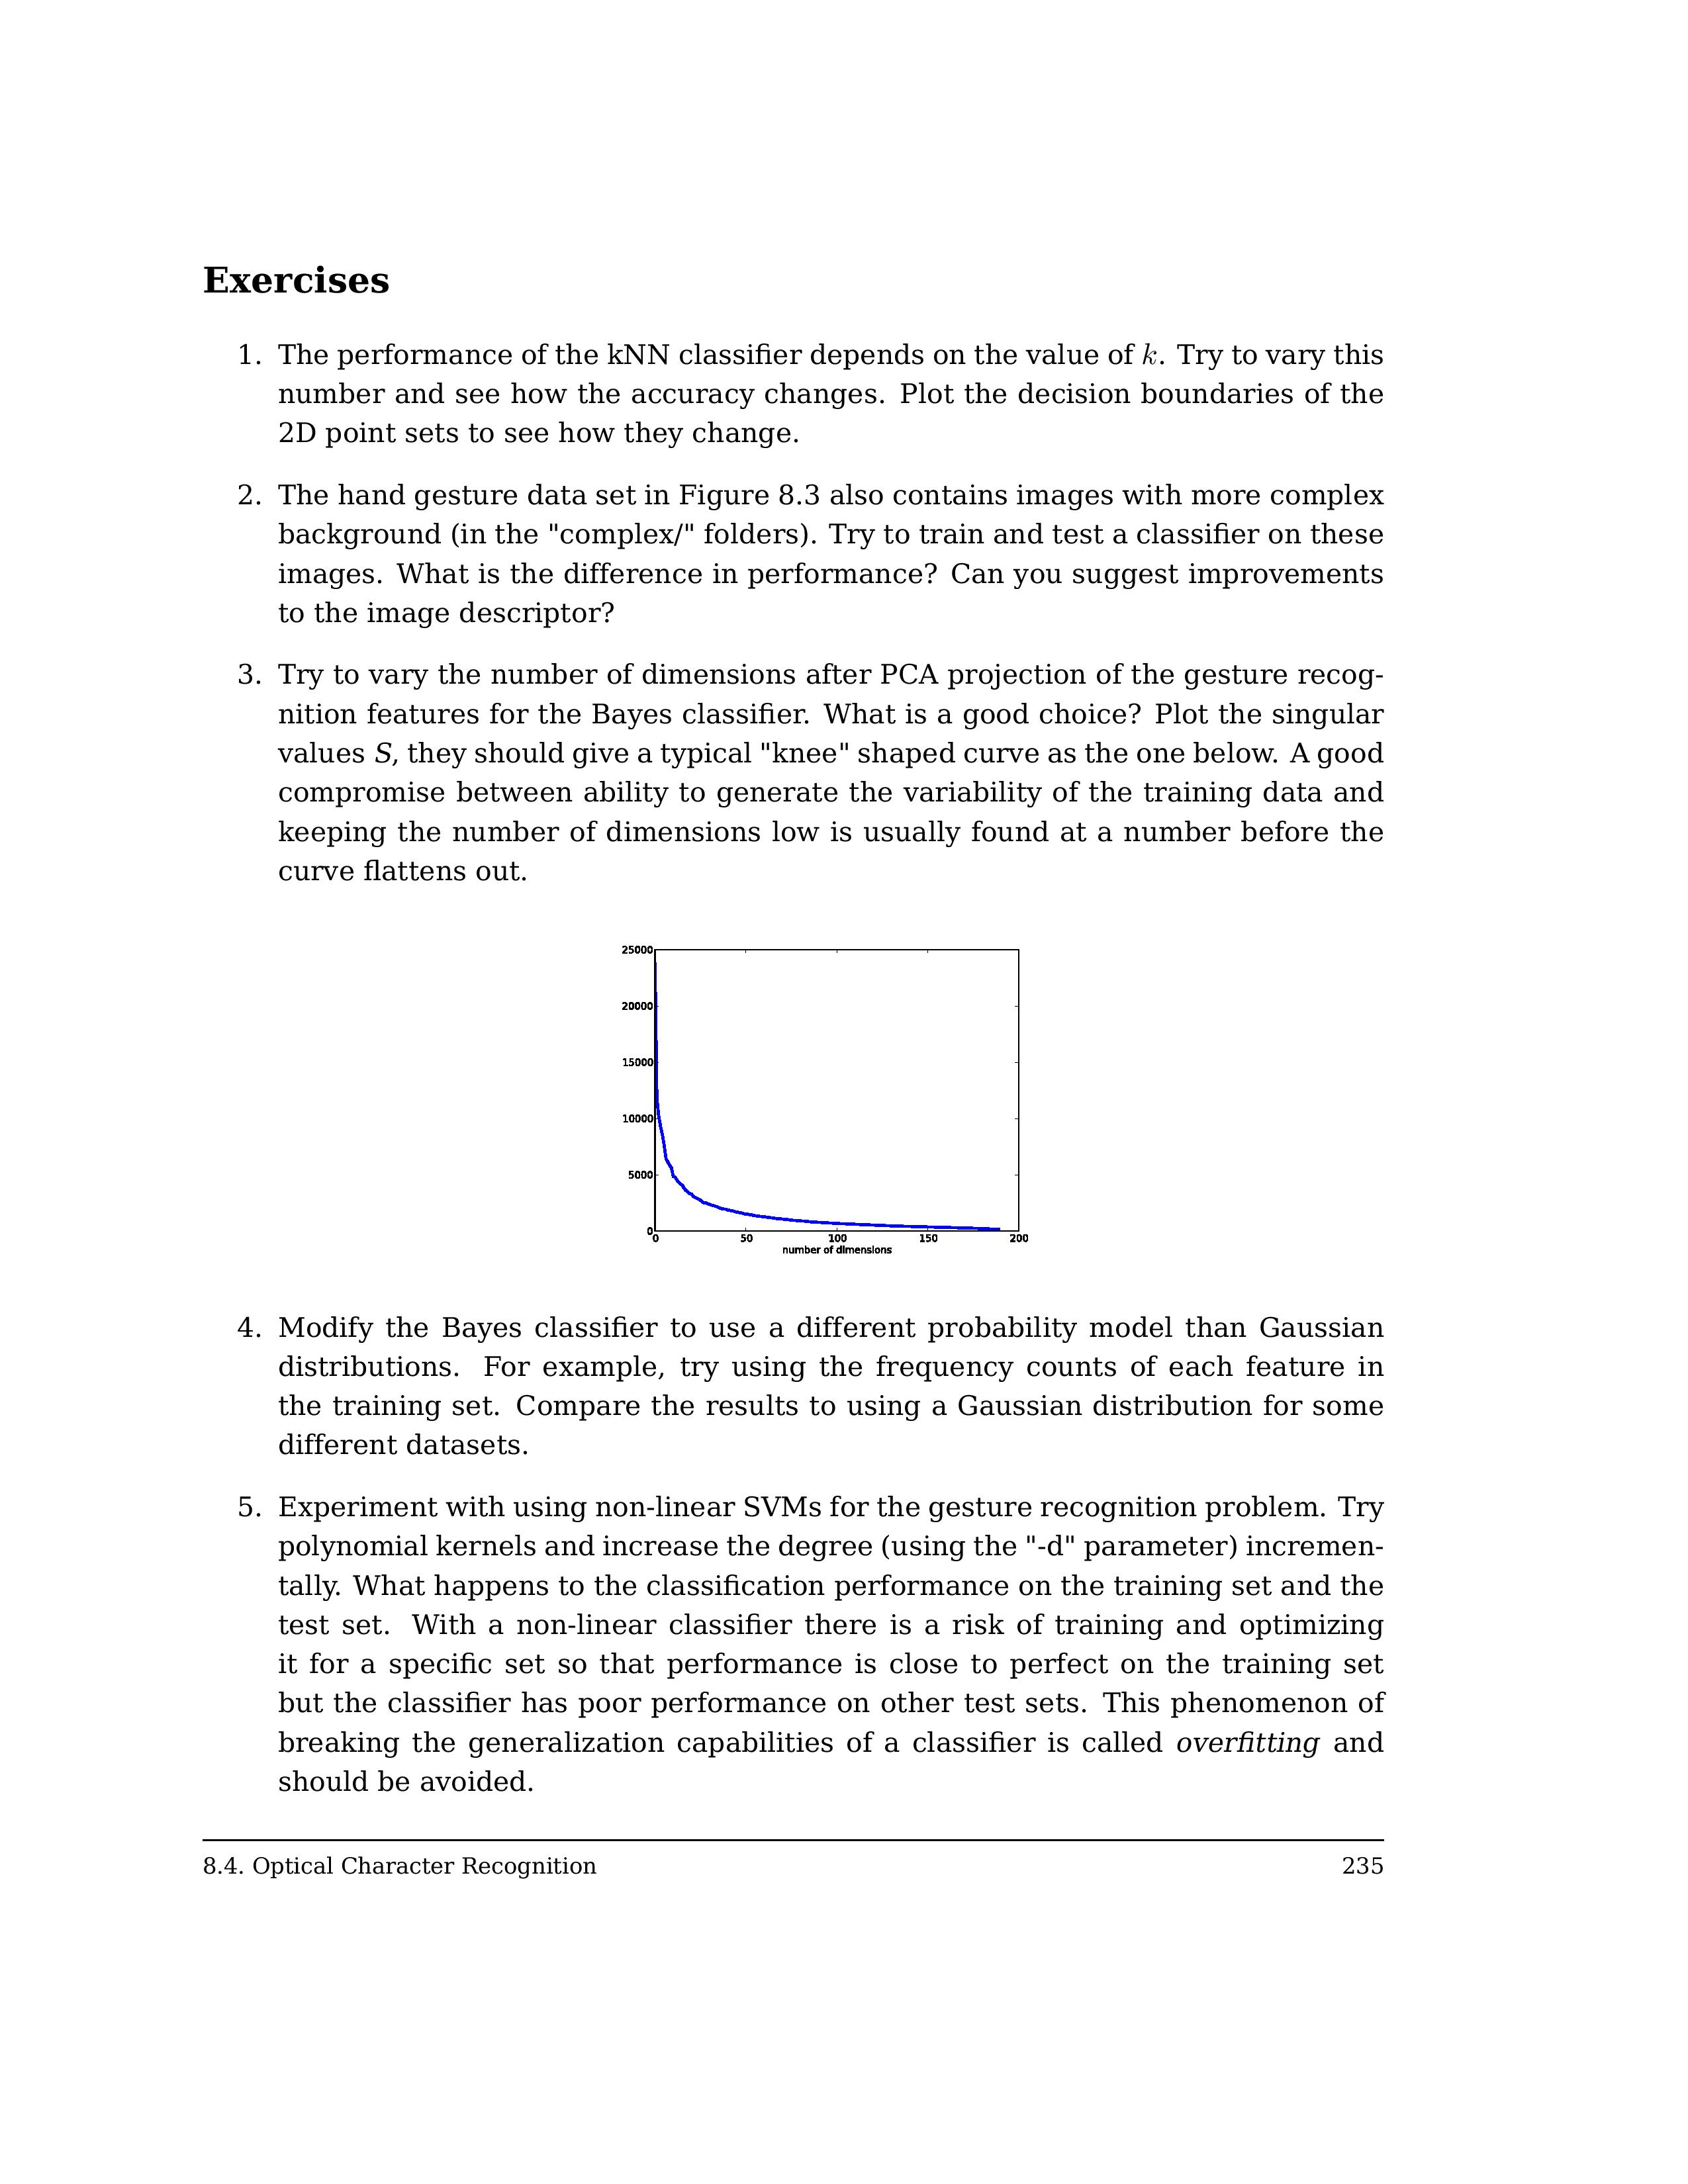 Exercises
1. The performance of the kNN classifier depends on the value of k. Try to vary this
number and see how the accuracy changes. Plot the decision boundaries of the
2D point sets to see how they change.
2. The hand gesture data set in Figure 8.3 also contains images with more complex
background (in the "complex/" folders). Try to train and test a classifier on these
images. What is the difference in performance? Can you suggest improvements
to the image descriptor?
3. Try to vary the number of dimensions after PCA projection of the gesture recog-
nition features for the Bayes classifier. What is a good choice? Plot the singular
values S, they should give a typical "knee" shaped curve as the one below. A good
compromise between ability to generate the variability of the training data and
keeping the number of dimensions low is usually found at a number before the
curve flattens out.
25000
20000
15000
10000
5000
0
0 50 100 150 200
number of dimensions
4. Modify the Bayes classifier to use a different probability model than Gaussian
distributions. For example, try using the frequency counts of each feature in
the training set. Compare the results to using a Gaussian distribution for some
different datasets.
5. Experiment with using non-linear SVMs for the gesture recognition problem. Try
polynomial kernels and increase the degree (using the "-d" parameter) incremen-
tally. What happens to the classification performance on the training set and the
test set. With a non-linear classifier there is a risk of training and optimizing
it for a specific set so that performance is close to perfect on the training set
but the classifier has poor performance on other test sets. This phenomenon of
breaking the generalization capabilities of a classifier is called overfitting and
should be avoided.
8.4. Optical Character Recognition 235